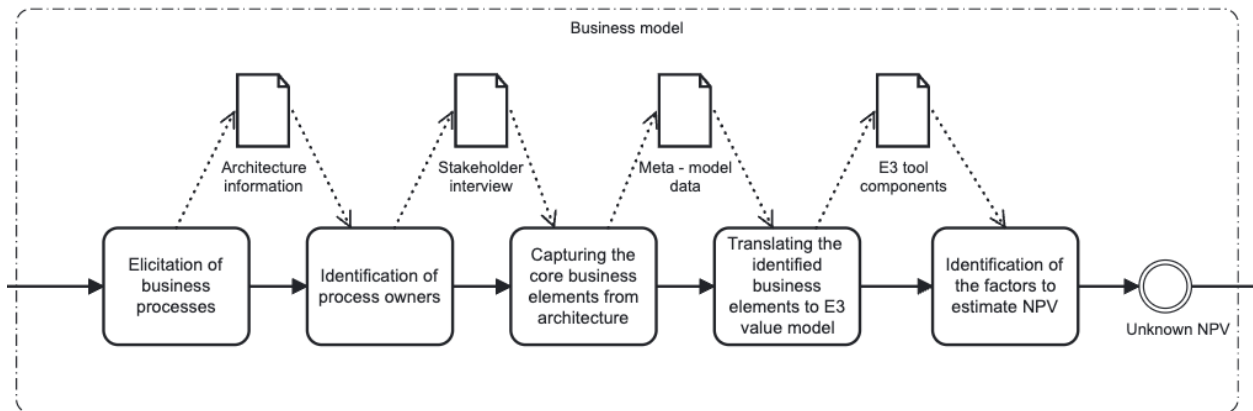 Business model
Architecture
information
Stakeholder
interview
Meta - model
data
E3 tool
components
Elicitation of
business
processes
Identification of
process owners
Capturing the
core business
elements from
architecture
Translating the
identified
business
elements to E3
value model
Identification of
the factors to
estimate NPV
Unknown NPV